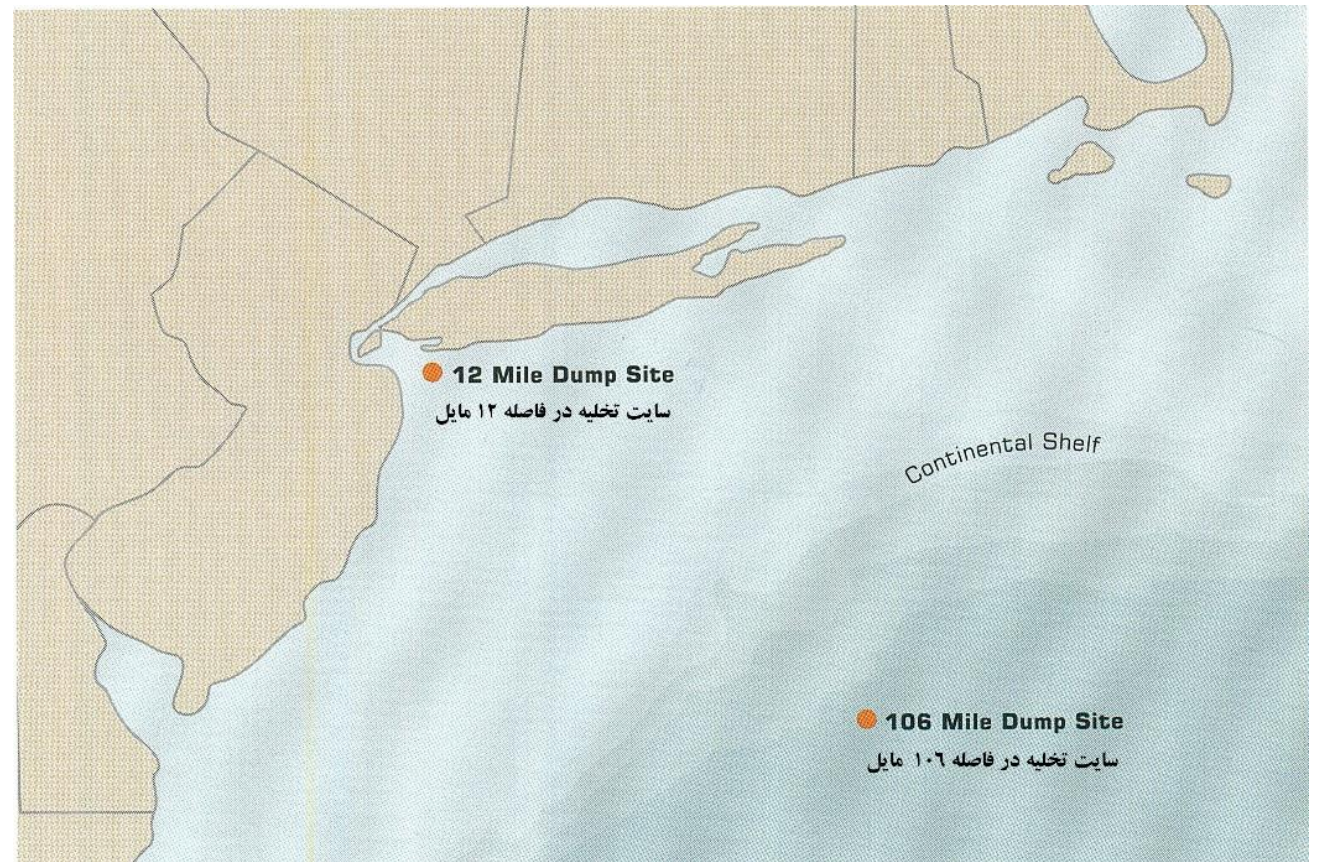 12 Mile Dump Site
سایت تخلیه در فاصله ۱۲ مایل
Continental Shelf
106 Mile Dump Site
سایت تخلیه در فاصله ۱۰٦ مایل